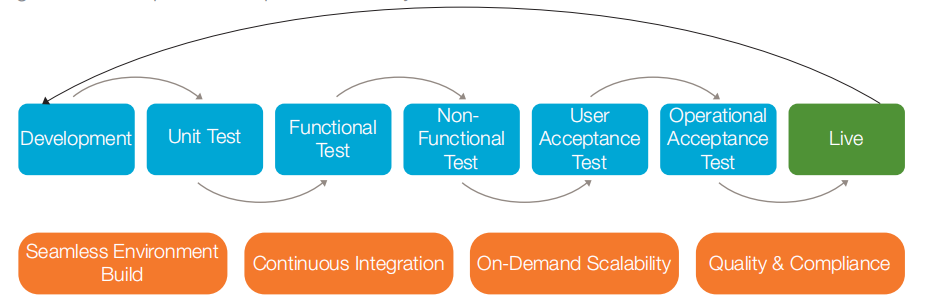 Development
Unit Test
Functional
Test
Non-
Functional
Test
User
Acceptance
Test
Operational
Acceptance
Test
Live
Seamless Environment
Build
Continuous Integration
On-Demand Scalability
Quality & Compliance